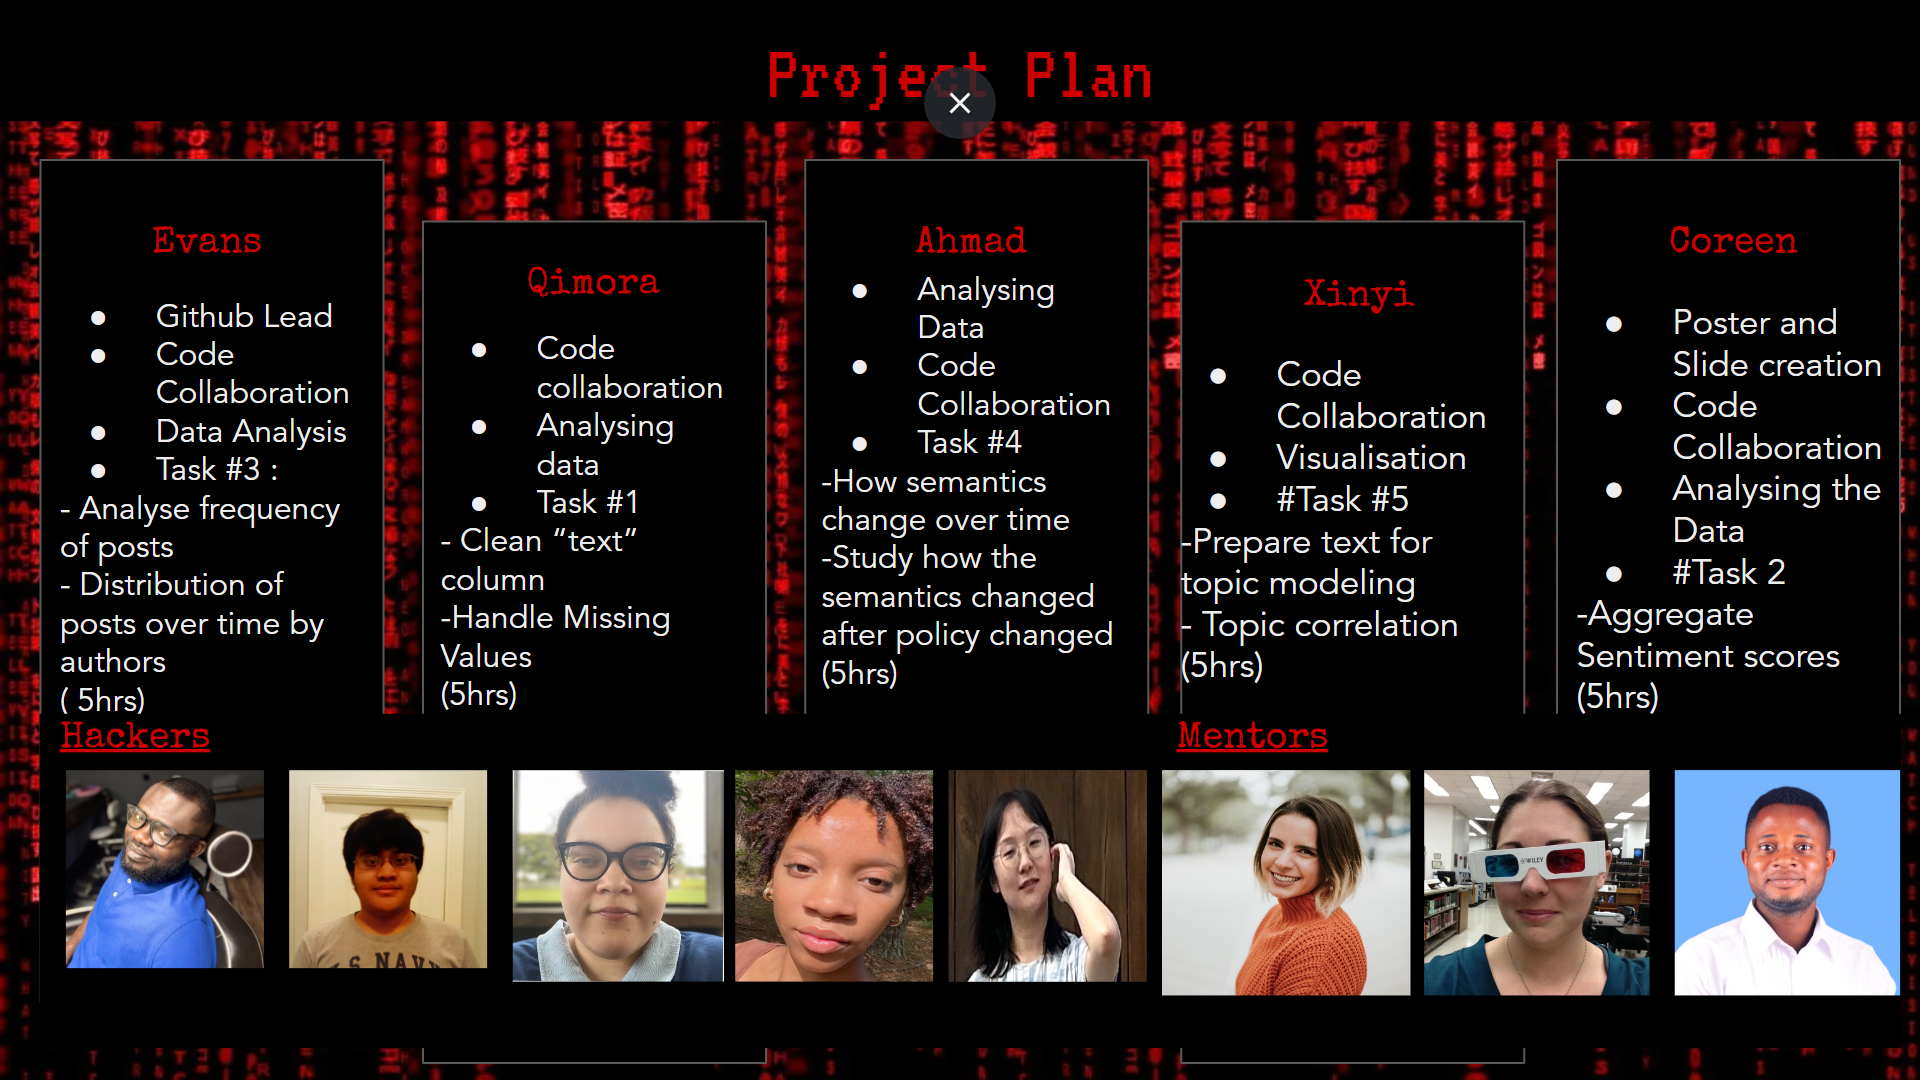 Project Plan
Evans
● Github Lead
● Code
Collaboration
● Data Analysis
● Task #3 :
- Analyse frequency
of posts
- Distribution of
posts over time by
authors
( 5hrs)
Qimora
● Code
collaboration
● Analysing
data
● Task #1
- Clean “text”
column
-Handle Missing
Values
(5hrs)
Ahmad
● Analysing
Data
● Code
Collaboration
● Task #4
-How semantics
change over time
-Study how the
semantics changed
after policy changed
(5hrs)
Xinyi
● Code
Collaboration
● Visualisation
● #Task #5
-Prepare text for
topic modeling
- Topic correlation
(5hrs)
Coreen
● Poster and
Slide creation
● Code
Collaboration
● Analysing the
Data
● #Task 2
-Aggregate
Sentiment scores
(5hrs)
Hackers
Mentors
WILEY